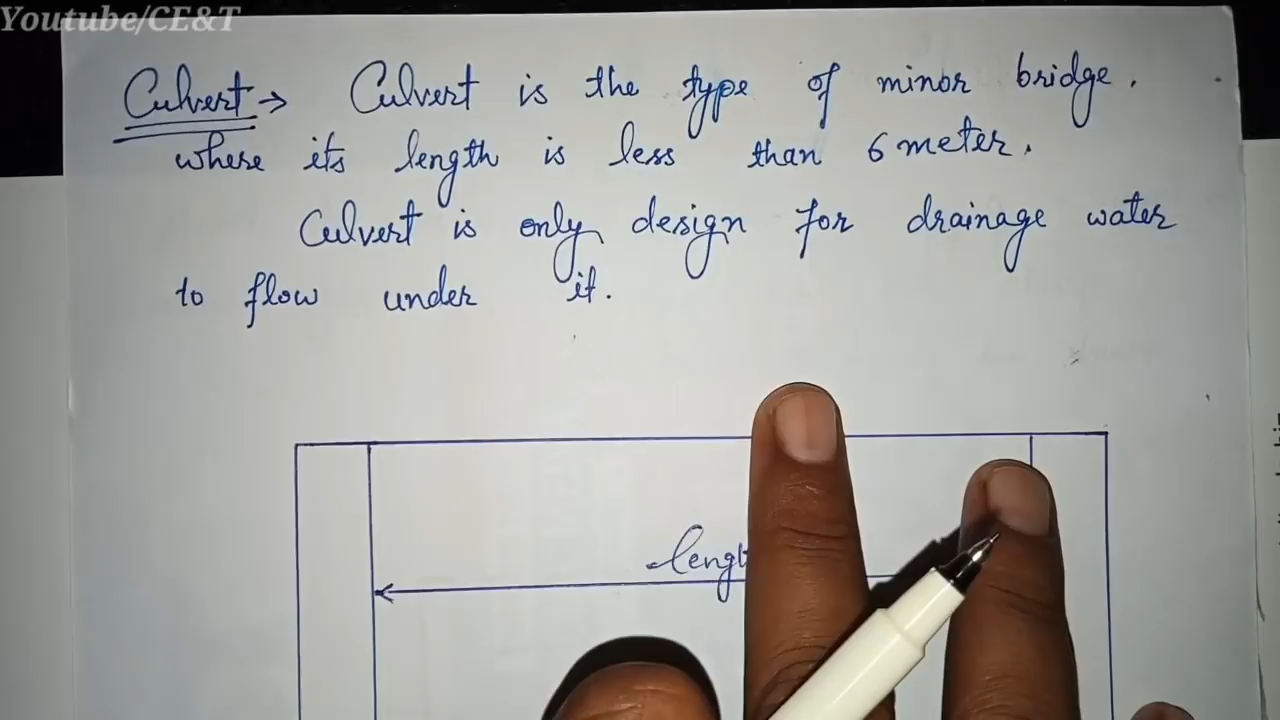 Youtube/CE&T
Culvert → Culvert is the type of minor bridge.
where its length is less than 6 meter.
Culvert is only design for drainage water
to flow under it.